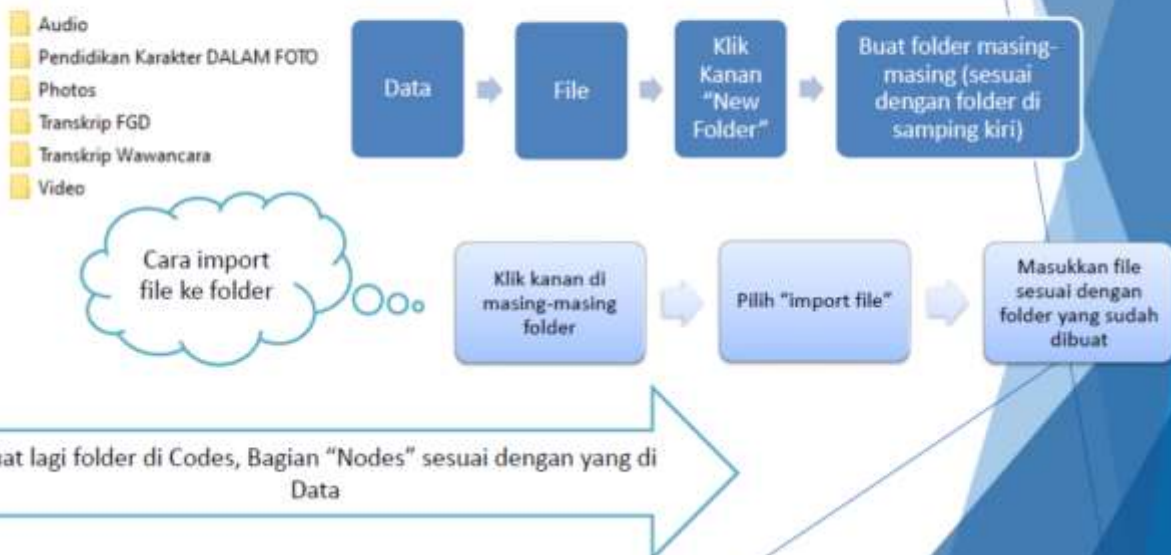 Audio
Pendidikan Karakter DALAM FOTO
Photos
Transkrip FGD
Transkrip Wawancara
Video
Data
File
Klik
Kanan
“New
Folder”
Buat folder masing-
masing (sesuai
dengan folder di
samping kiri)
Cara import
file ke folder
Klik kanan di
masing-masing
folder
Pilih “import file”
Masukkan file
sesuai dengan
folder yang sudah
dibuat
lagi folder di Codes, Bagian “Nodes” sesuai dengan yang di
Data